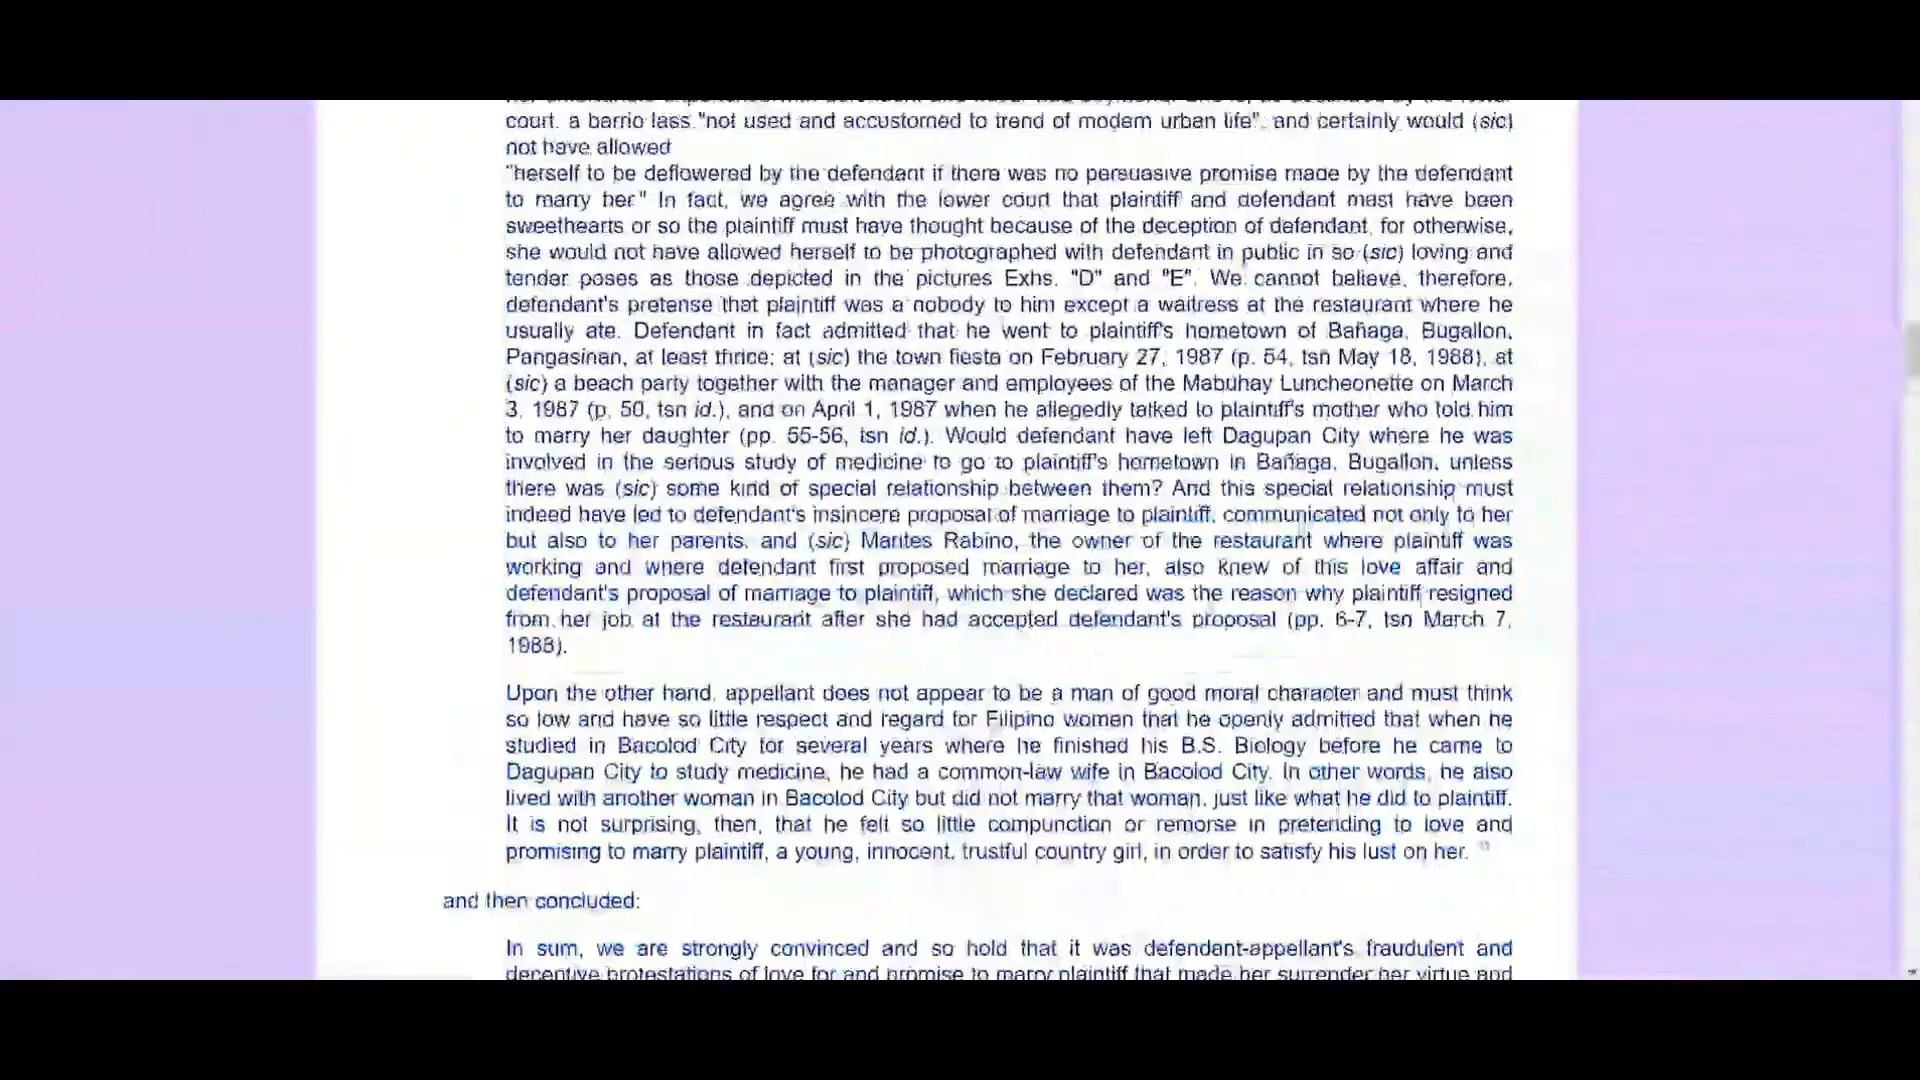 court. a barrio lass "not used and accustomed to trend of modern urban life", and certainly would (sic)
not have allowed
"herself to be deflowered by the defendant if there was no persuasive promise made by the defendant
to marry her" In fact, we agree with the lower court that plaintiff and defendant must have been
sweethearts or so the plaintiff must have thought because of the deception of defendant, for otherwise,
she would not have allowed herself to be photographed with defendant in public in so (sic) loving and
tender poses as those depicted in the pictures Exhs. "D" and "E". We cannot believe, therefore,
defendant's pretense that plaintiff was a nobody to him except a waitress at the restaurant where he
usually ate. Defendant in fact admitted that he went to plaintiff's hometown of Bañaga, Bugallon,
Pangasinan, at least thrice; at (sic) the town fiesta on February 27, 1987 (p. 54, tsn May 18, 1988), at
(sic) a beach party together with the manager and employees of the Mabuhay Luncheonette on March
3, 1987 (p. 50, tsn id.), and on April 1, 1987 when he allegedly talked to plaintiff's mother who told him
to marry her daughter (pp. 55-56, tsn id.). Would defendant have left Dagupan City where he was
involved in the serious study of medicine to go to plaintiff's hometown in Bañaga, Bugallon, unless
there was (sic) some kind of special relationship between them? And this special relationship must
indeed have led to defendant's insincere proposal of marriage to plaintiff, communicated not only to her
but also to her parents, and (sic) Marites Rabino, the owner of the restaurant where plaintiff was
working and where defendant first proposed marriage to her, also knew of this love affair and
defendant's proposal of marriage to plaintiff, which she declared was the reason why plaintiff resigned
from her job at the restaurant after she had accepted defendant's proposal (pp. 6-7, tsn March 7,
1988).
Upon the other hand, appellant does not appear to be a man of good moral character and must think
so low and have so little respect and regard for Filipino women that he openly admitted that when he
studied in Bacolod City for several years where he finished his B.S. Biology before he came to
Dagupan City to study medicine, he had a common-law wife in Bacolod City. In other words, he also
lived with another woman in Bacolod City but did not marry that woman, just like what he did to plaintiff.
It is not surprising, then, that he felt so little compunction or remorse in pretending to love and
promising to marry plaintiff, a young, innocent, trustful country girl, in order to satisfy his lust on her.
and then concluded:
In sum, we are strongly convinced and so hold that it was defendant-appellant's fraudulent and
deceptive protestations of love for and promise to marry plaintiff that made her surrender her virtue and